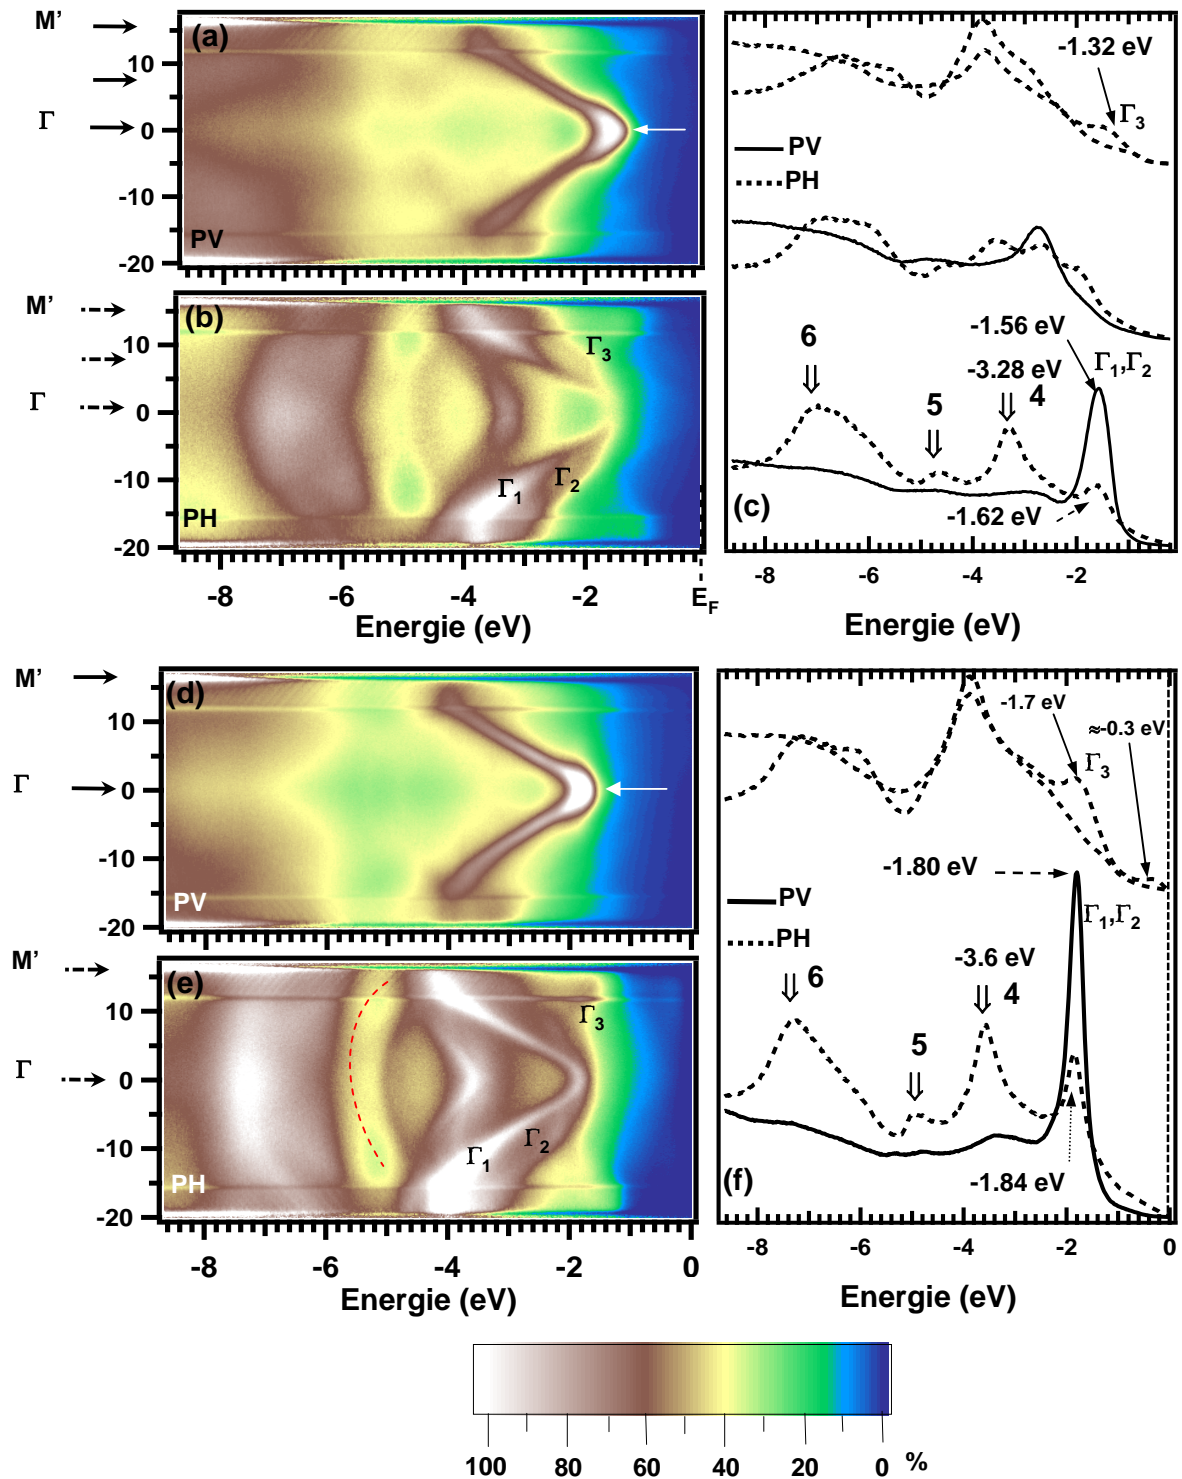 M'
Γ
10
0
-10
-20
(a)
PV
M'
Γ
10
0
-10
-20
(b)
PH
Γ3
Γ2
Γ1
-8
-6
-4
-2
EF
Energie (eV)
-1.32 eV
Γ3
PV
PH
-1.56 eV
Γ1,Γ2
6
-3.28 eV
5
4
(c)
-1.62 eV
-8
-6
-4
-2
Energie (eV)
M'
Γ
10
0
-10
-20
(d)
PV
M'
Γ
10
0
-10
-20
(e)
PH
Γ3
Γ2
Γ1
-8
-6
-4
-2
0
Energie (eV)
-1.7 eV
≈-0.3 eV
Γ3
-1.80 eV
PV
Γ1,Γ2
PH
-3.6 eV
6
4
5
(f)
-1.84 eV
-8
-6
-4
-2
0
Energie (eV)
100
80
60
40
20
0
%